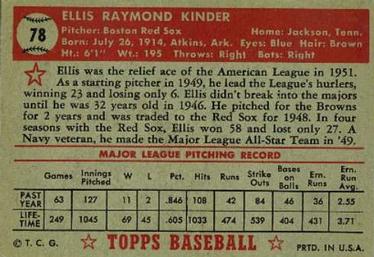 78
ELLIS RAYMOND KINDER
Pitcher: Boston Red Sox Home: Jackson, Tenn.
Born: July 26, 1914, Atkins, Ark. Eyes: Blue Hair: Brown
Ht.: 6' Wt.: 195 Throws: Right Bats: Right
Ellis was the relief ace of the American League in 1951.
As a starting pitcher in 1949, he lead the League's hurlers,
winning 23 and losing only 6. Ellis didn't break into the majors
until he was 32 years old in 1946. He pitched for the Browns
for 2 years and was traded to the Red Sox for 1948. In four
seasons with the Red Sox, Ellis won 58 and lost only 27. A
Navy veteran, he made the Major League All-Star Team in '49.
MAJOR LEAGUE PITCHING RECORD
Games Innings Pitched W L Pct. Hits Runs Strike Outs Bases on Balls Ern. Runs Ern. Run Avg.
PAST YEAR 63 127 11 2 .846 108 42 84 46 36 2.55
LIFE-TIME 249 1045 69 45 .605 1033 474 539 404 431 3.71
© T. C. G. TOPPS BASEBALL PRTD. IN U.S.A.